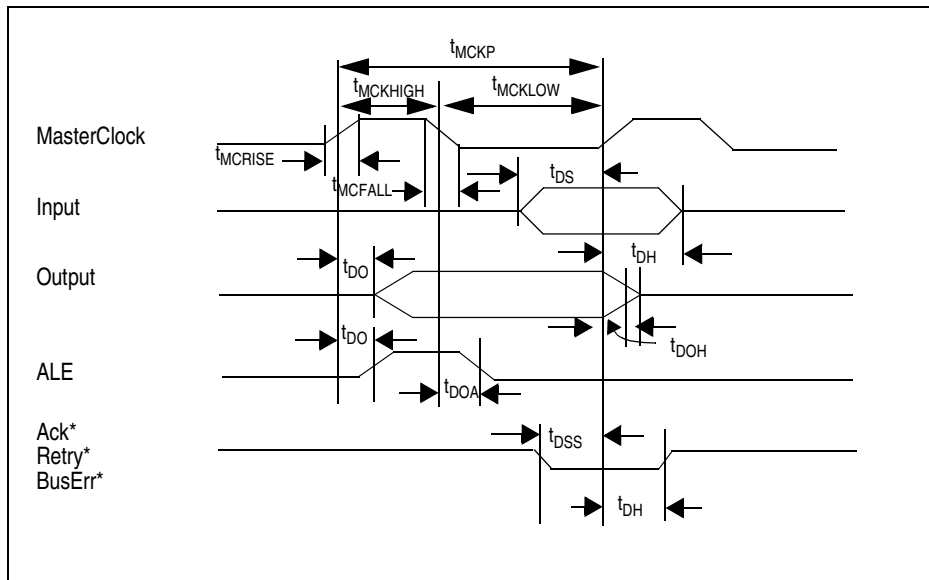 tMCKP
tMCKHIGH
tMCKLOW
MasterClock
tMCRISE
tMCFALL
tDS
Input
tDH
Output
tDO
tDOH
tDO
ALE
tDOA
Ack*
tDSS
Retry*
BusErr*
tDH